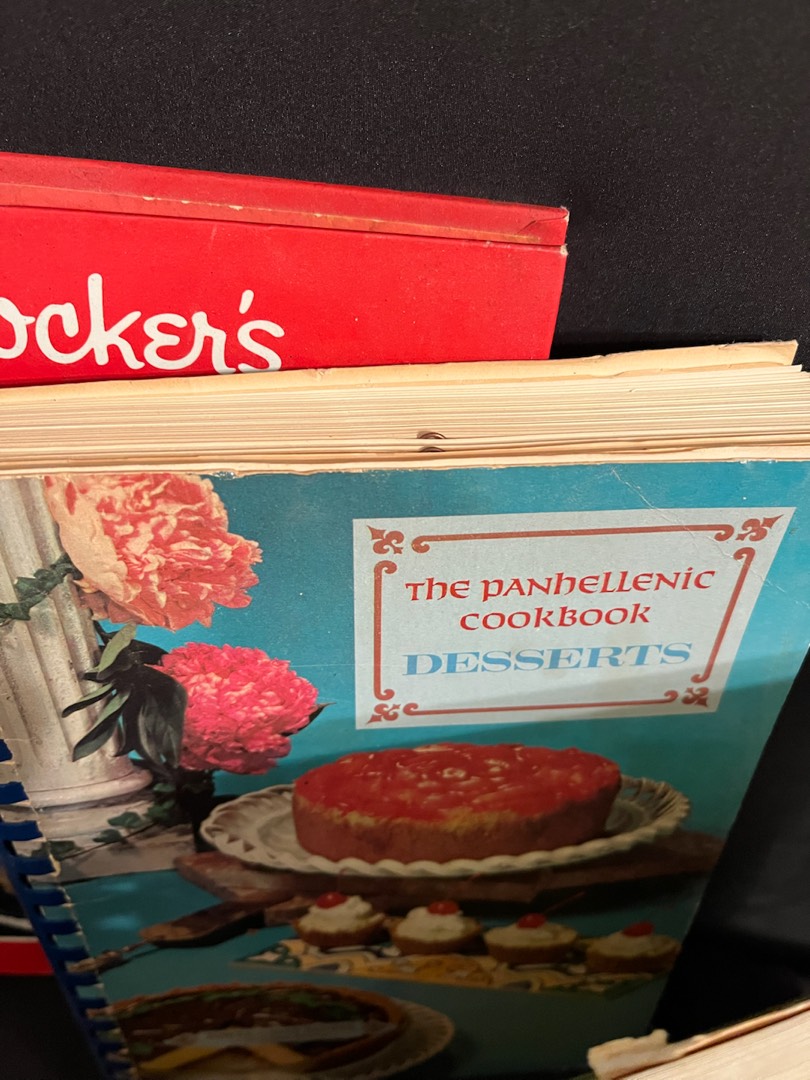 ocker's
The Panhellenic
Cookbook
DESSERTS